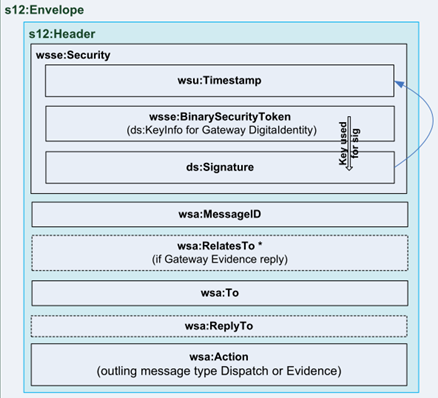 s12:Envelope
s12:Header
wsse:Security
wsu:Timestamp
wsse:BinarySecurityToken
(ds:KeyInfo for Gateway DigitalIdentity)
Key used
for sig
ds:Signature
wsa:MessageID
wsa:RelatesTo *
(if Gateway Evidence reply)
wsa:To
wsa:ReplyTo
wsa:Action
(outling message type Dispatch or Evidence)